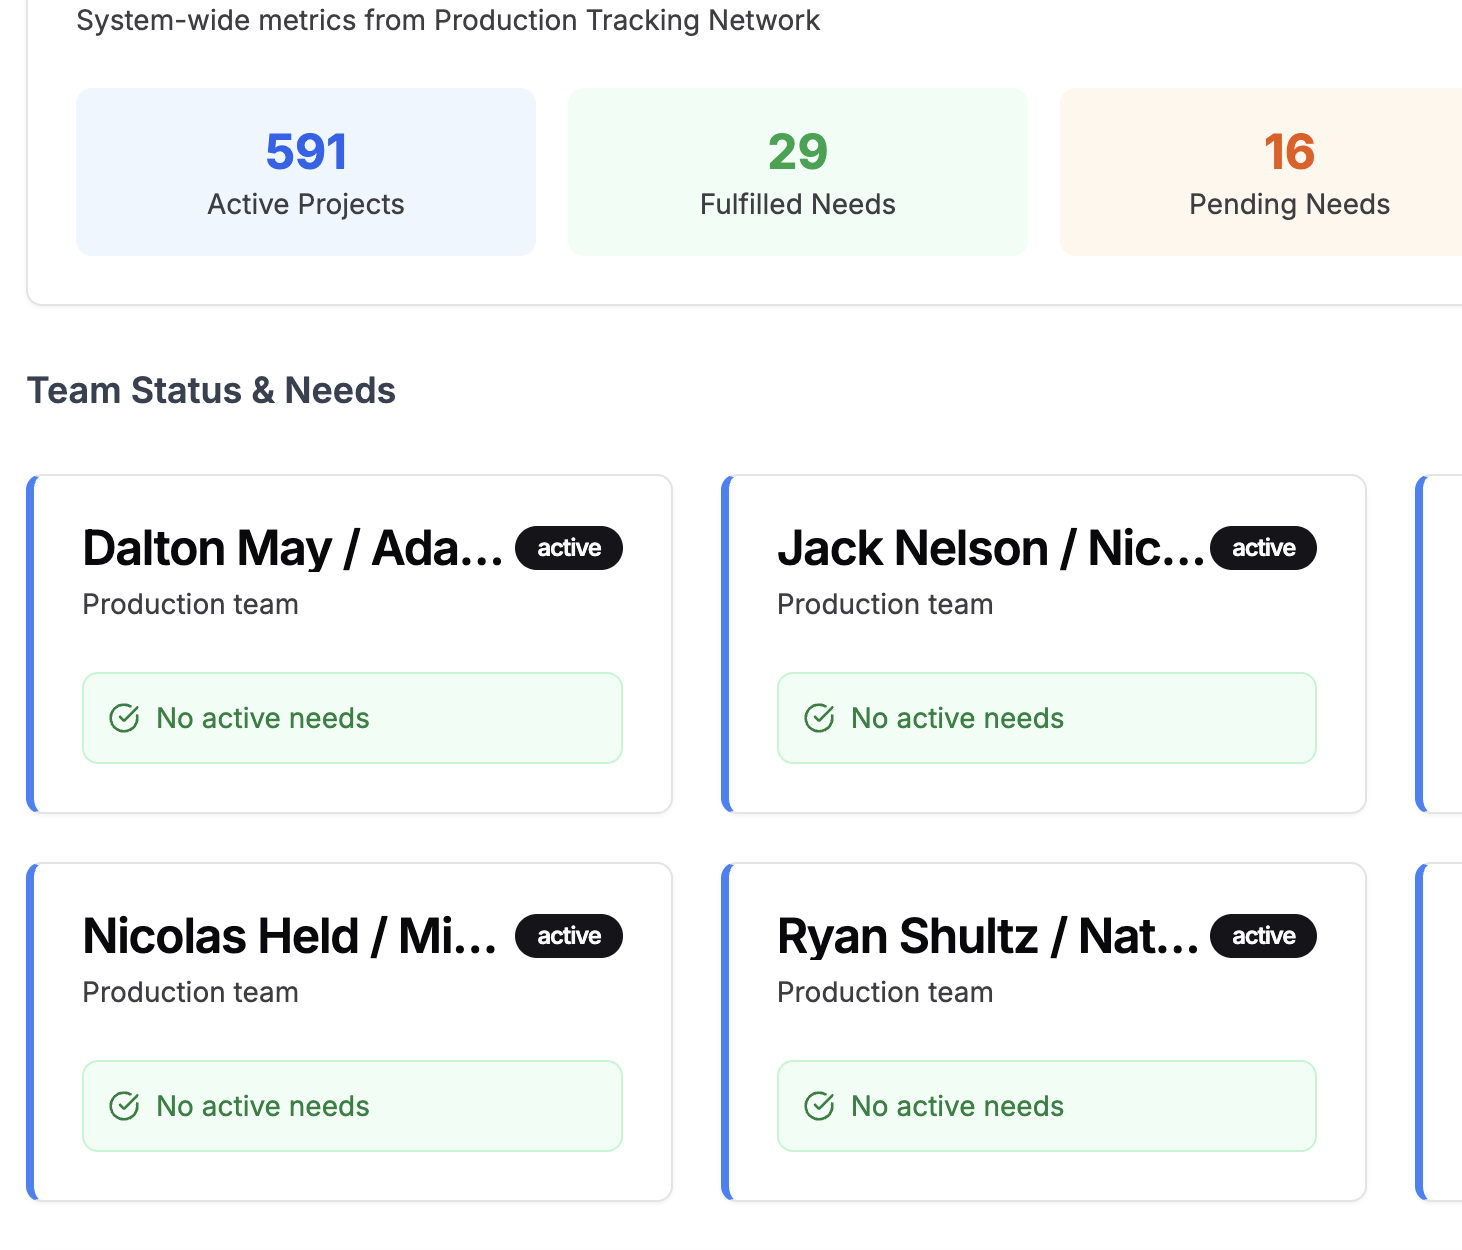 System-wide metrics from Production Tracking Network
591
Active Projects
29
Fulfilled Needs
16
Pending Needs
Team Status & Needs
Dalton May / Ada...
active
Production team
No active needs
Jack Nelson / Nic...
active
Production team
No active needs
Nicolas Held / Mi...
active
Production team
No active needs
Ryan Shultz / Nat...
active
Production team
No active needs